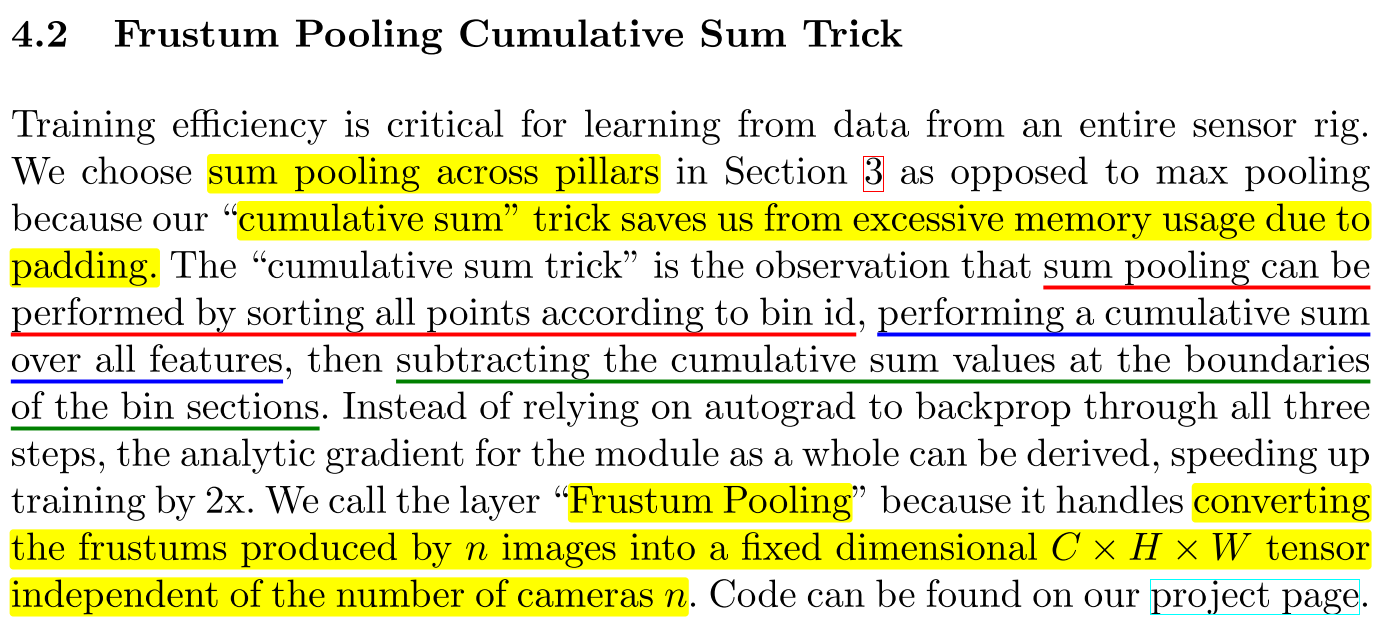 4.2 Frustum Pooling Cumulative Sum Trick
Training efficiency is critical for learning from data from an entire sensor rig.
We choose sum pooling across pillars in Section 3 as opposed to max pooling
because our “cumulative sum” trick saves us from excessive memory usage due to
padding. The “cumulative sum trick” is the observation that sum pooling can be
performed by sorting all points according to bin id, performing a cumulative sum
over all features, then subtracting the cumulative sum values at the boundaries
of the bin sections. Instead of relying on autograd to backprop through all three
steps, the analytic gradient for the module as a whole can be derived, speeding up
training by 2x. We call the layer “Frustum Pooling” because it handles converting
the frustums produced by n images into a fixed dimensional C × H × W tensor
independent of the number of cameras n. Code can be found on our project page.